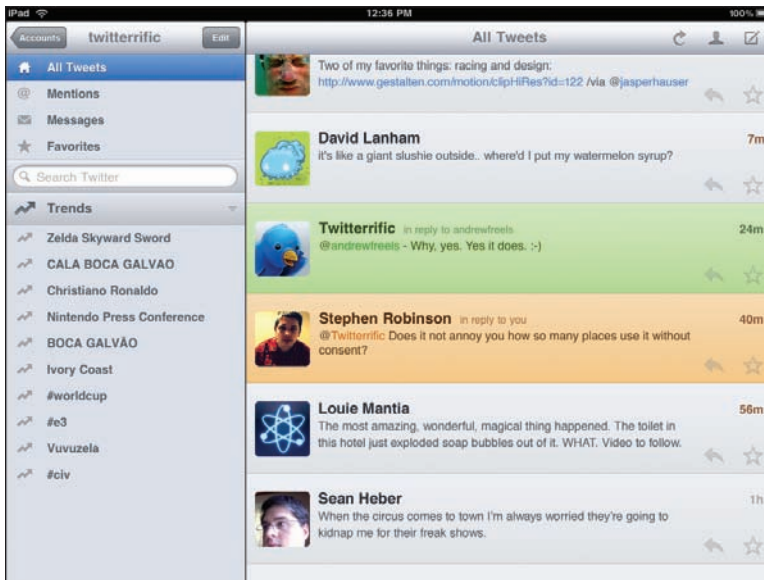 iPad
12:36 PM
100%
Accounts
twitterrific
Edit
All Tweets
Mentions
Messages
Favorites
Search Twitter
Trends
Zelda Skyward Sword
CALA BOCA GALVAO
Christiano Ronaldo
Nintendo Press Conference
BOCA GALVÃO
Ivory Coast
#worldcup
#e3
Vuvuzela
#civ
All Tweets
Two of my favorite things: racing and design:
http://www.gestalten.com/motion/clipHiRes?id=122 /via @jasperhauser
David Lanham
7m
it's like a giant slushie outside.. where'd I put my watermelon syrup?
Twitterrific in reply to andrewfreels
24m
@andrewfreels - Why, yes. Yes it does. :-)
Stephen Robinson in reply to you
40m
@Twitterrific Does it not annoy you how so many places use it without
consent?
Louie Mantia
56m
The most amazing, wonderful, magical thing happened. The toilet in
this hotel just exploded soap bubbles out of it. WHAT. Video to follow.
Sean Heber
1h
When the circus comes to town I'm always worried they're going to
kidnap me for their freak shows.